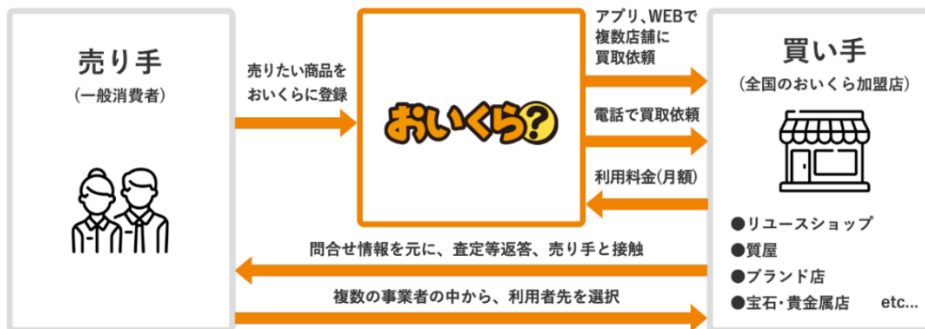 売り手
(一般消費者)
売りたい商品を
おいくらに登録
おいくら?
アプリ、WEBで
複数店舗に
買取依頼
電話で買取依頼
利用料金(月額)
買い手
(全国のおいくら加盟店)
●リユースショップ
●質屋
●ブランド店
●宝石・貴金属店 etc...
問合せ情報を元に、査定等返答、売り手と接触
複数の事業者の中から、利用者先を選択